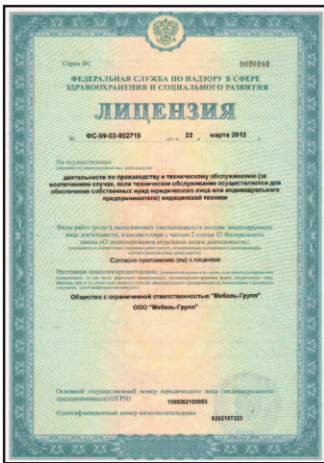 Серия ФС 0020242
ФЕДЕРАЛЬНАЯ СЛУЖБА ПО НАДЗОРУ В СФЕРЕ
ЗДРАВООХРАНЕНИЯ И СОЦИАЛЬНОГО РАЗВИТИЯ
ЛИЦЕНЗИЯ
№ ФС-99-03-002715 от « 22 » марта 2012 г.
На осуществление
деятельности по производству и техническому обслуживанию (за
исключением случая, если техническое обслуживание осуществляется для
обеспечения собственных нужд юридического лица или индивидуального
предпринимателя) медицинской техники
Виды работ (услуг), выполняемых (оказываемых) в составе лицензируемого
вида деятельности, в соответствии с частью 2 статьи 12 Федерального
закона «О лицензировании отдельных видов деятельности»:
Согласно приложению (ям) к лицензии
Настоящая лицензия предоставлена:
Общество с ограниченной ответственностью "Мебель-Групп"
ООО "Мебель-Групп"
Основной государственный номер юридического лица (индивидуального
предпринимателя) (ОГРН)
Идентификационный номер налогоплательщика 5262157223